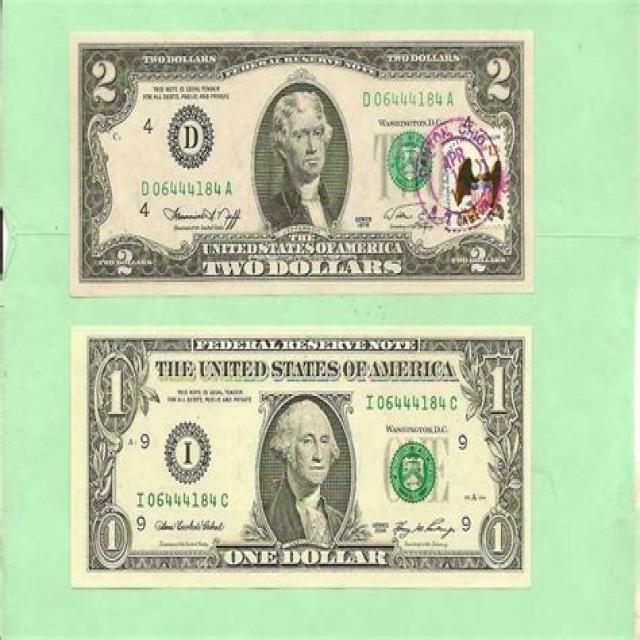 2 TWO DOLLARS TWO DOLLARS 2
FEDERAL RESERVE NOTE
THIS NOTE IS LEGAL TENDER
FOR ALL DEBTS, PUBLIC AND PRIVATE
D 06444184 A
WASHINGTON, D.C.
4 D 4
D 06444184 A
4
SERIES
1976
THE
UNITED STATES OF AMERICA
2 TWO DOLLARS 2
FEDERAL RESERVE NOTE
1 THE UNITED STATES OF AMERICA 1
THIS NOTE IS LEGAL TENDER
FOR ALL DEBTS, PUBLIC AND PRIVATE
I 06444184 C
WASHINGTON, D.C.
9 I ONE 9
I 06444184 C
9 9
SERIES
1 ONE DOLLAR 1